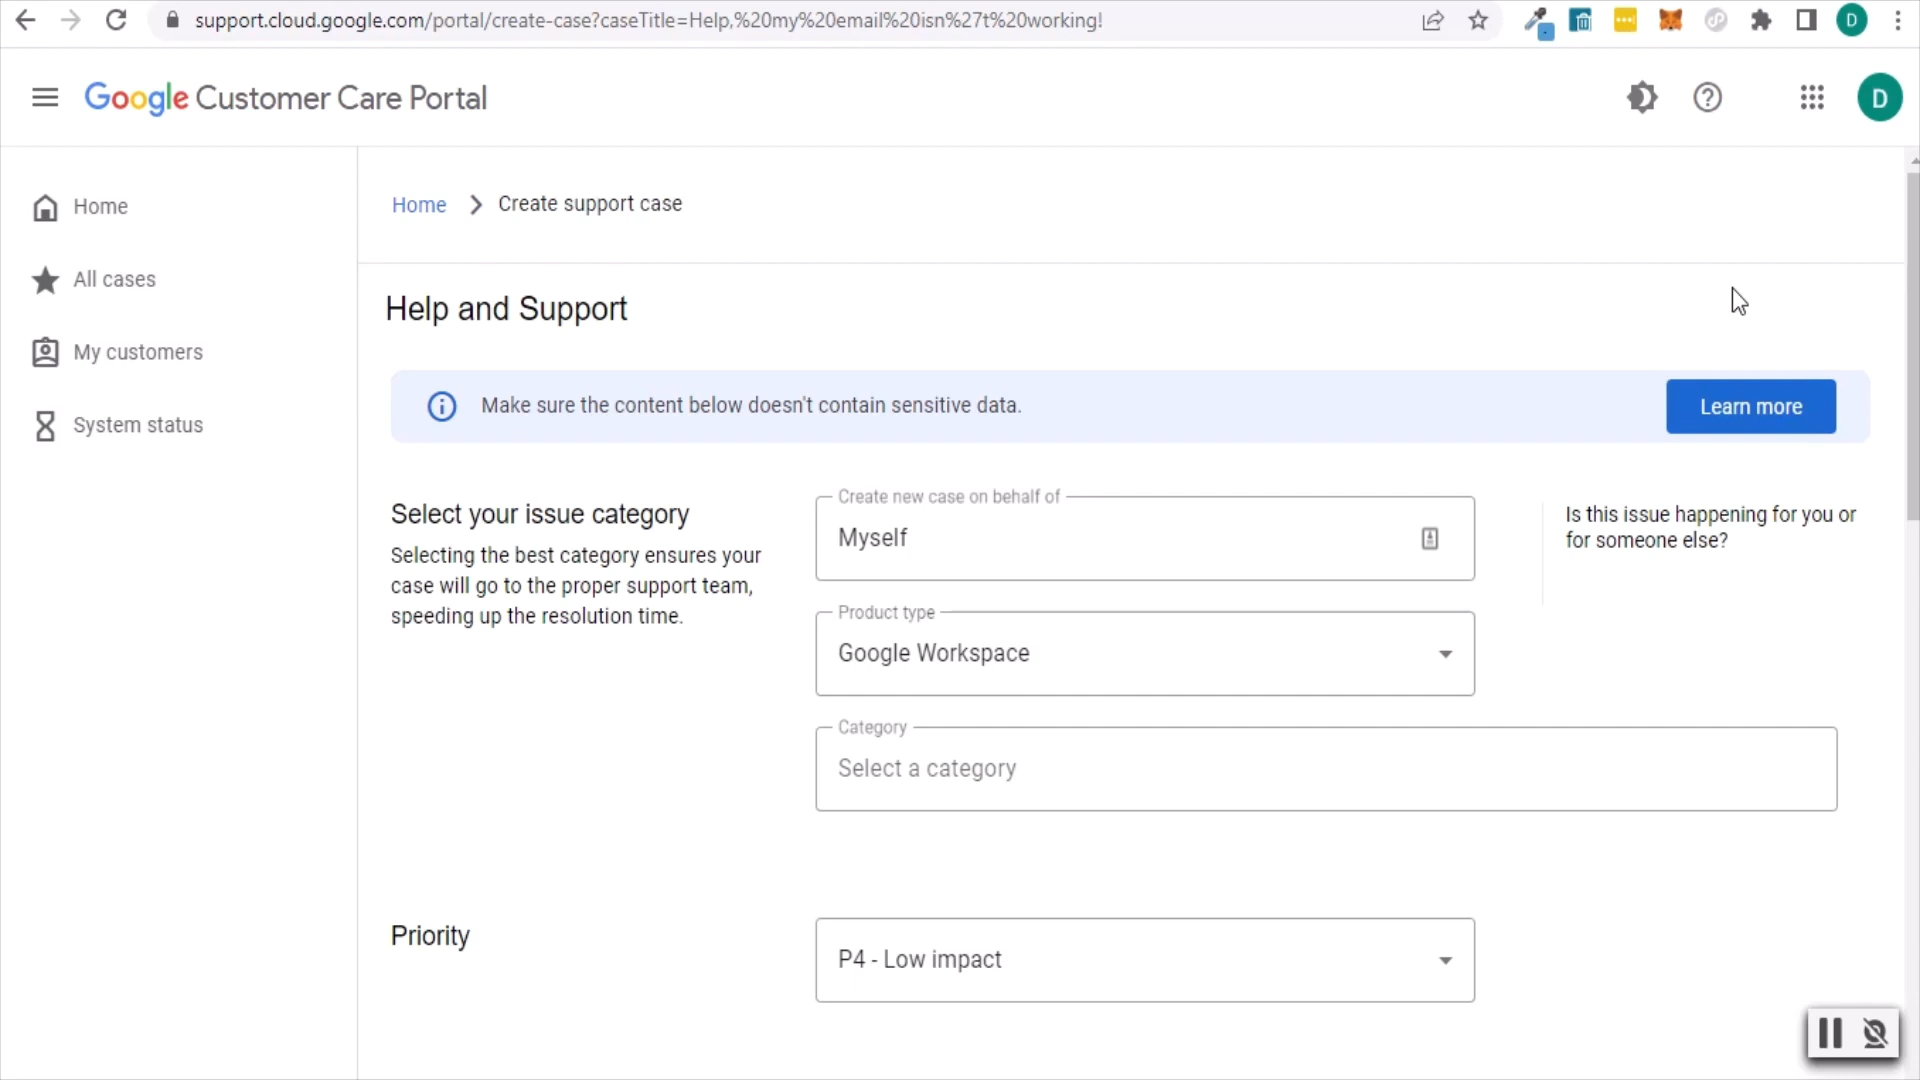 support.cloud.google.com/portal/create-case?caseTitle=Help,%20my%20email%20isn%27t%20working!
D
Google Customer Care Portal
D
Home
All cases
My customers
System status
Home
Create support case
Help and Support
Make sure the content below doesn't contain sensitive data.
Learn more
Select your issue category
Selecting the best category ensures your
case will go to the proper support team,
speeding up the resolution time.
Create new case on behalf of
Myself
Is this issue happening for you or
for someone else?
Product type
Google Workspace
Category
Select a category
Priority
P4 - Low impact